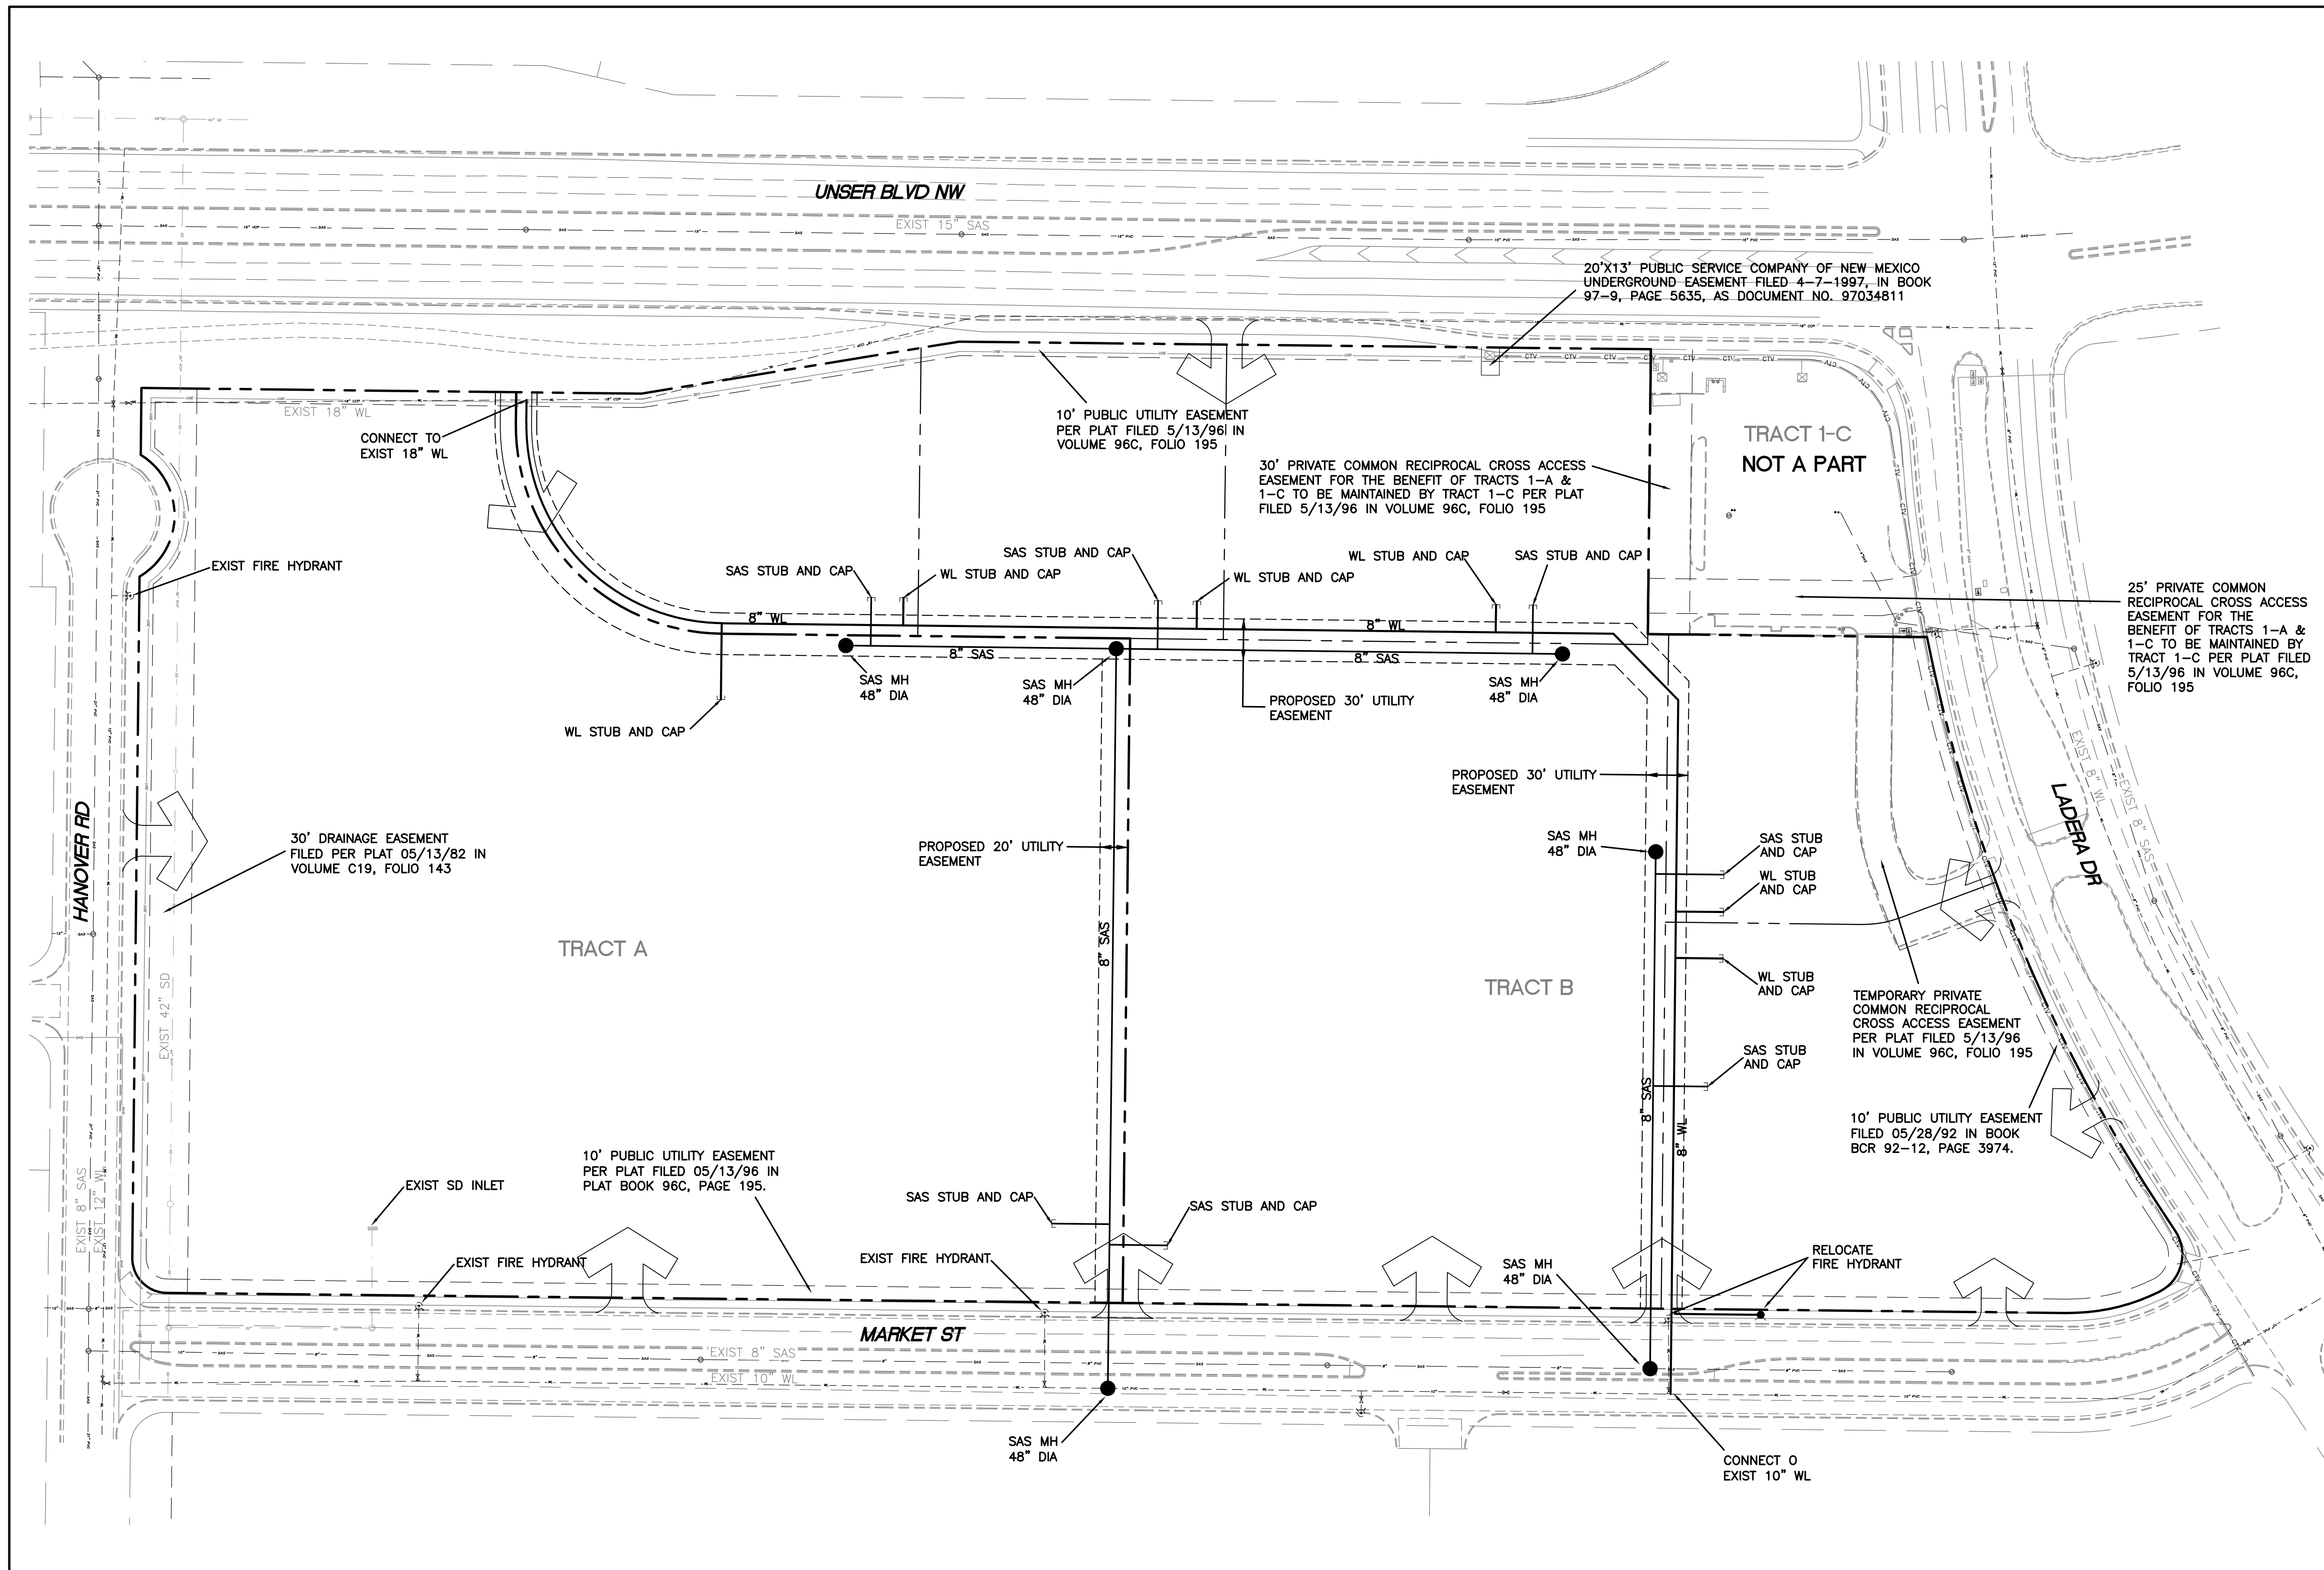 UNSER BLVD NW
EXIST 15" SAS
20'X13' PUBLIC SERVICE COMPANY OF NEW MEXICO
UNDERGROUND EASEMENT FILED 4-7-1997, IN BOOK
97-9, PAGE 5635, AS DOCUMENT NO. 97034811
EXIST 18" WL
CONNECT TO
EXIST 18" WL
10' PUBLIC UTILITY EASEMENT
PER PLAT FILED 5/13/96 IN
VOLUME 96C, FOLIO 195
TRACT 1-C
NOT A PART
30' PRIVATE COMMON RECIPROCAL CROSS ACCESS
EASEMENT FOR THE BENEFIT OF TRACTS 1-A &
1-C TO BE MAINTAINED BY TRACT 1-C PER PLAT
FILED 5/13/96 IN VOLUME 96C, FOLIO 195
EXIST FIRE HYDRANT
SAS STUB AND CAP
WL STUB AND CAP
SAS STUB AND CAP
WL STUB AND CAP
WL STUB AND CAP
SAS STUB AND CAP
25' PRIVATE COMMON
RECIPROCAL CROSS ACCESS
EASEMENT FOR THE
BENEFIT OF TRACTS 1-A &
1-C TO BE MAINTAINED BY
TRACT 1-C PER PLAT FILED
5/13/96 IN VOLUME 96C,
FOLIO 195
8" WL
8" WL
8" SAS
8" SAS
SAS MH
48" DIA
SAS MH
48" DIA
SAS MH
48" DIA
PROPOSED 30' UTILITY
EASEMENT
WL STUB AND CAP
PROPOSED 30' UTILITY
EASEMENT
EXIST 8" WL
EXIST 8" SAS
LADERA DR
HANOVER RD
30' DRAINAGE EASEMENT
FILED PER PLAT 05/13/82 IN
VOLUME C19, FOLIO 143
PROPOSED 20' UTILITY
EASEMENT
SAS MH
48" DIA
SAS STUB
AND CAP
WL STUB
AND CAP
TRACT A
8" SAS
TRACT B
WL STUB
AND CAP
TEMPORARY PRIVATE
COMMON RECIPROCAL
CROSS ACCESS EASEMENT
PER PLAT FILED 5/13/96
IN VOLUME 96C, FOLIO 195
EXIST 42" SD
SAS STUB
AND CAP
8" SAS
8" WL
10' PUBLIC UTILITY EASEMENT
FILED 05/28/92 IN BOOK
BCR 92-12, PAGE 3974.
10' PUBLIC UTILITY EASEMENT
PER PLAT FILED 05/13/96 IN
PLAT BOOK 96C, PAGE 195.
EXIST 8" SAS
EXIST 12" WL
EXIST SD INLET
SAS STUB AND CAP
SAS STUB AND CAP
EXIST FIRE HYDRANT
EXIST FIRE HYDRANT
SAS MH
48" DIA
RELOCATE
FIRE HYDRANT
MARKET ST
EXIST 8" SAS
EXIST 10" WL
SAS MH
48" DIA
CONNECT O
EXIST 10" WL